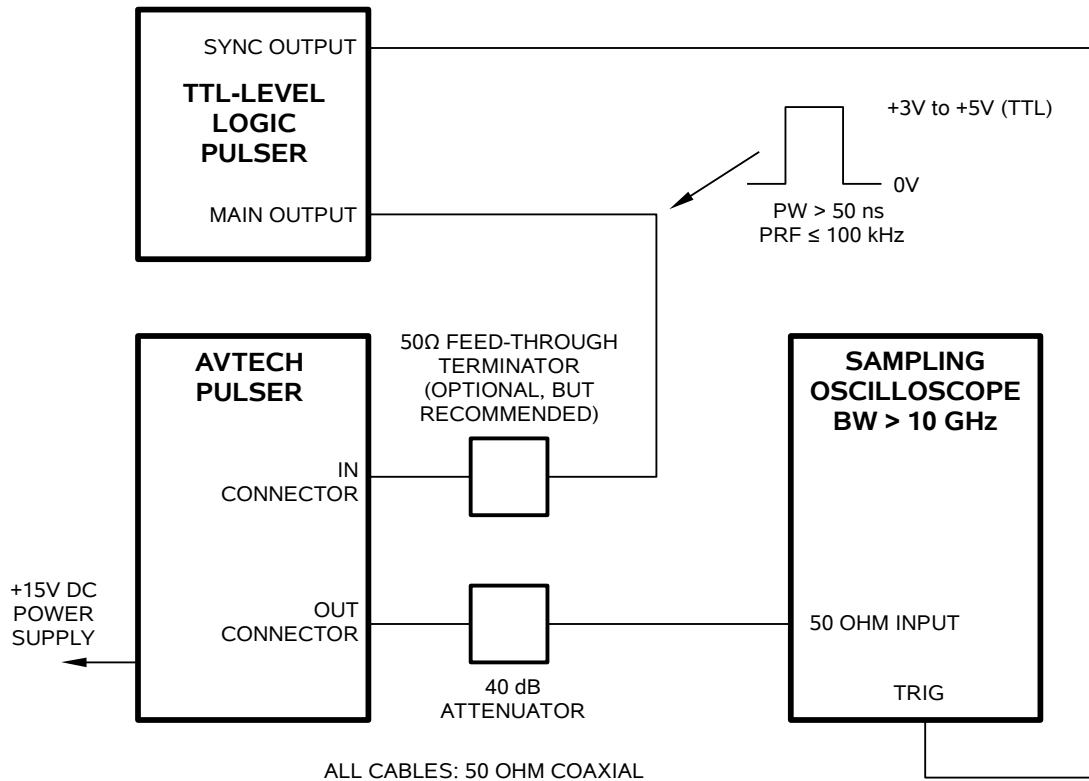 SYNC OUTPUT
TTL-LEVEL
LOGIC
PULSER
MAIN OUTPUT
+3V to +5V (TTL)
0V
PW > 50 ns
PRF ≤ 100 kHz
AVTECH
PULSER
IN
CONNECTOR
OUT
CONNECTOR
50Ω FEED-THROUGH
TERMINATOR
(OPTIONAL, BUT
RECOMMENDED)
SAMPLING
OSCILLOSCOPE
BW > 10 GHz
50 OHM INPUT
TRIG
+15V DC
POWER
SUPPLY
40 dB
ATTENUATOR
ALL CABLES: 50 OHM COAXIAL